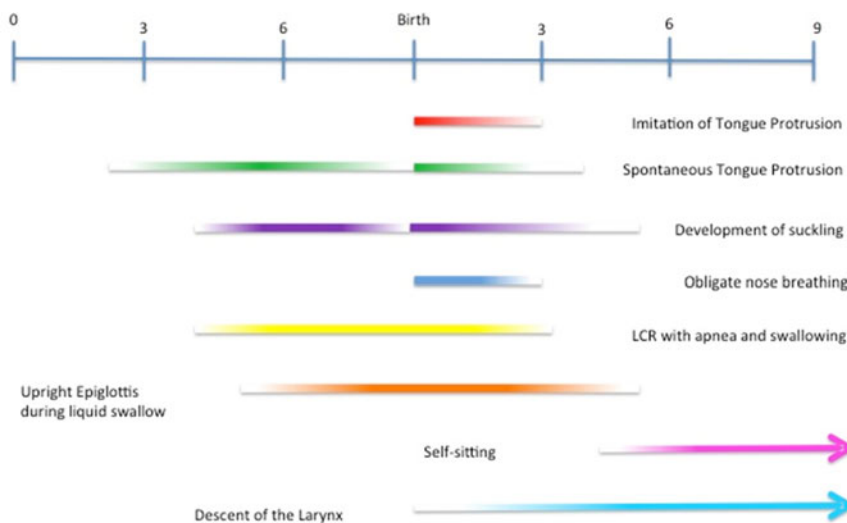 0
3
6
Birth
3
6
9
Imitation of Tongue Protrusion
Spontaneous Tongue Protrusion
Development of suckling
Obligate nose breathing
LCR with apnea and swallowing
Upright Epiglottis
during liquid swallow
Self-sitting
Descent of the Larynx